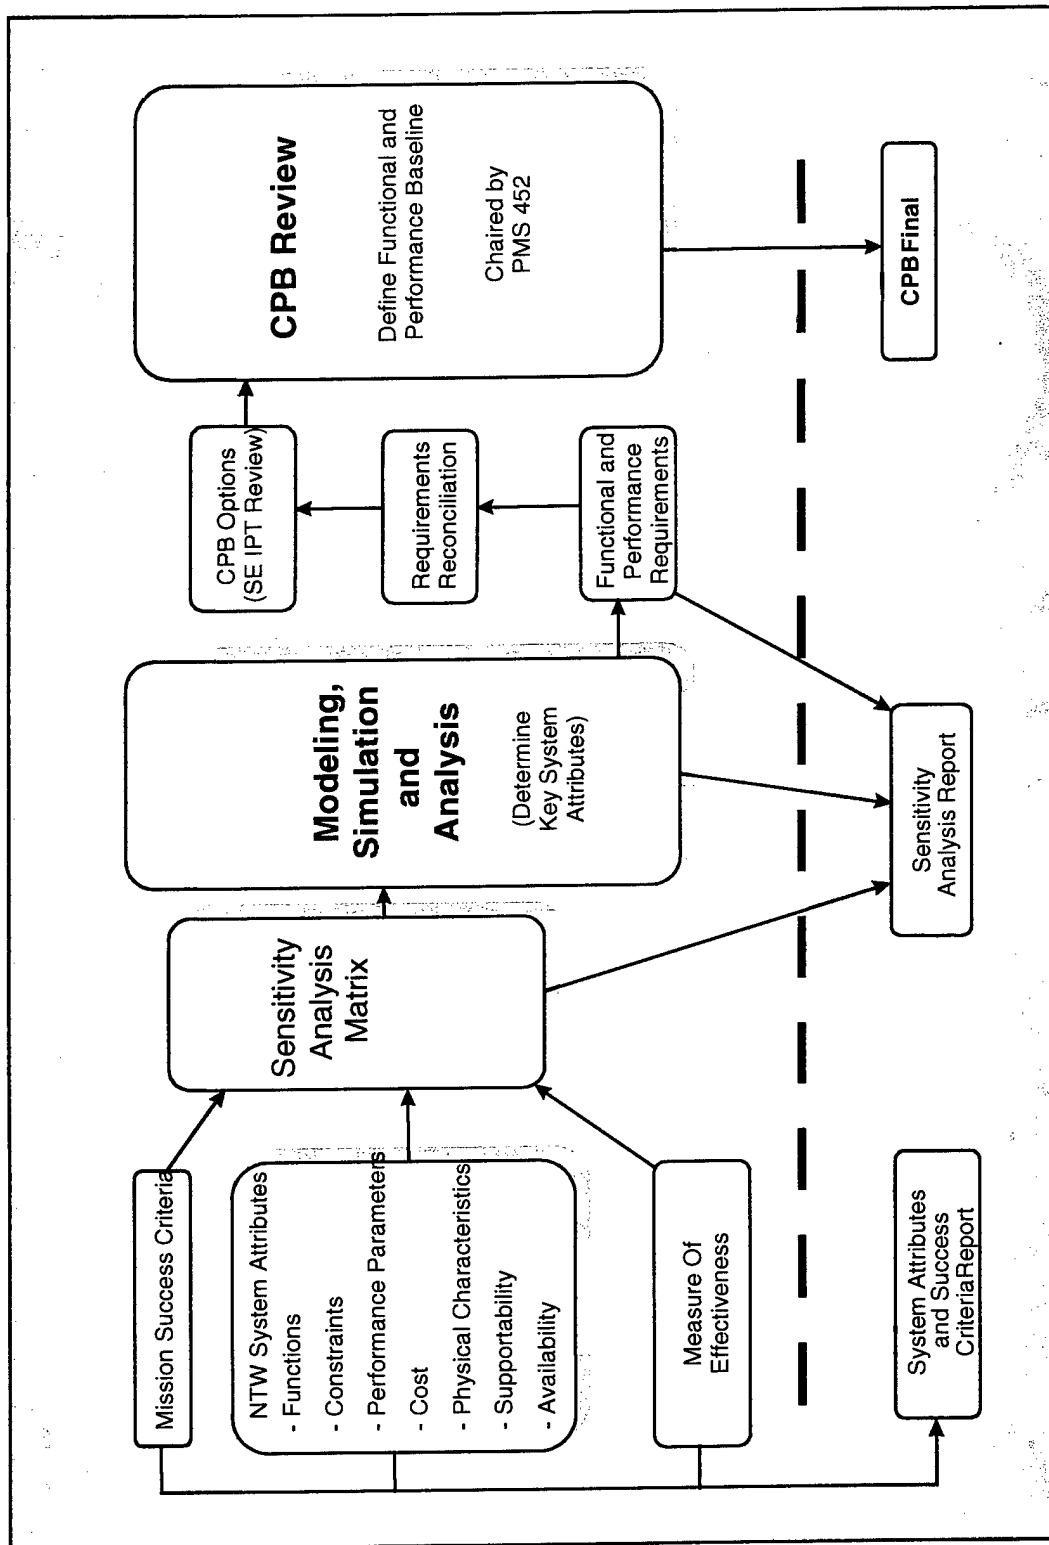 Mission Success Criteria
NTW System Attributes
- Functions
- Constraints
- Performance Parameters
- Cost
- Physical Characteristics
- Supportability
- Availability
Measure Of
Effectiveness
System Attributes
and Success
CriteriaReport
Sensitivity
Analysis
Matrix
Modeling,
Simulation
and
Analysis
(Determine
Key System
Attributes)
Sensitivity
Analysis Report
CPB Options
(SE IPT Review)
Requirements
Reconciliation
Functional and
Performance
Requirements
CPB Review
Define Functional and
Performance Baseline
Chaired by
PMS 452
CPB Final